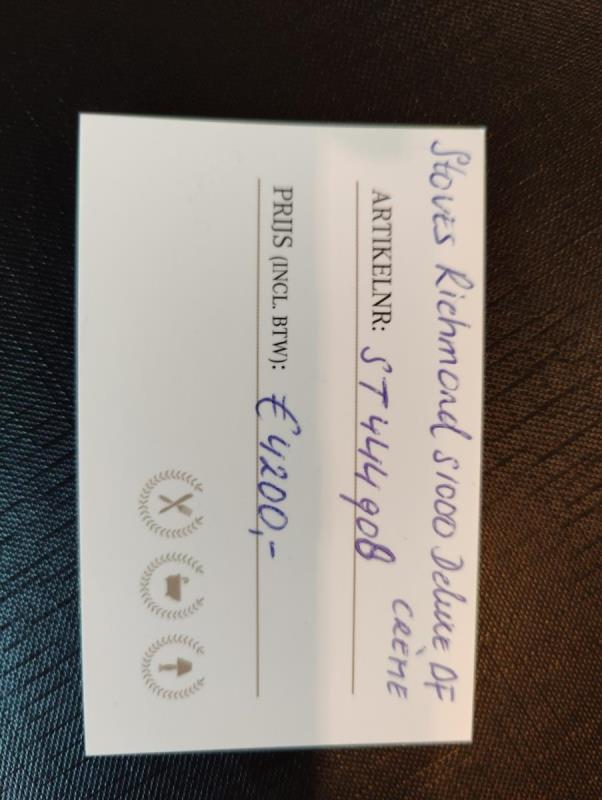 Stoves Richmond S1000 Deluxe DF
CRÈME
ARTIKELNR: ST444908
PRIJS (INCL. BTW): € 4200,-